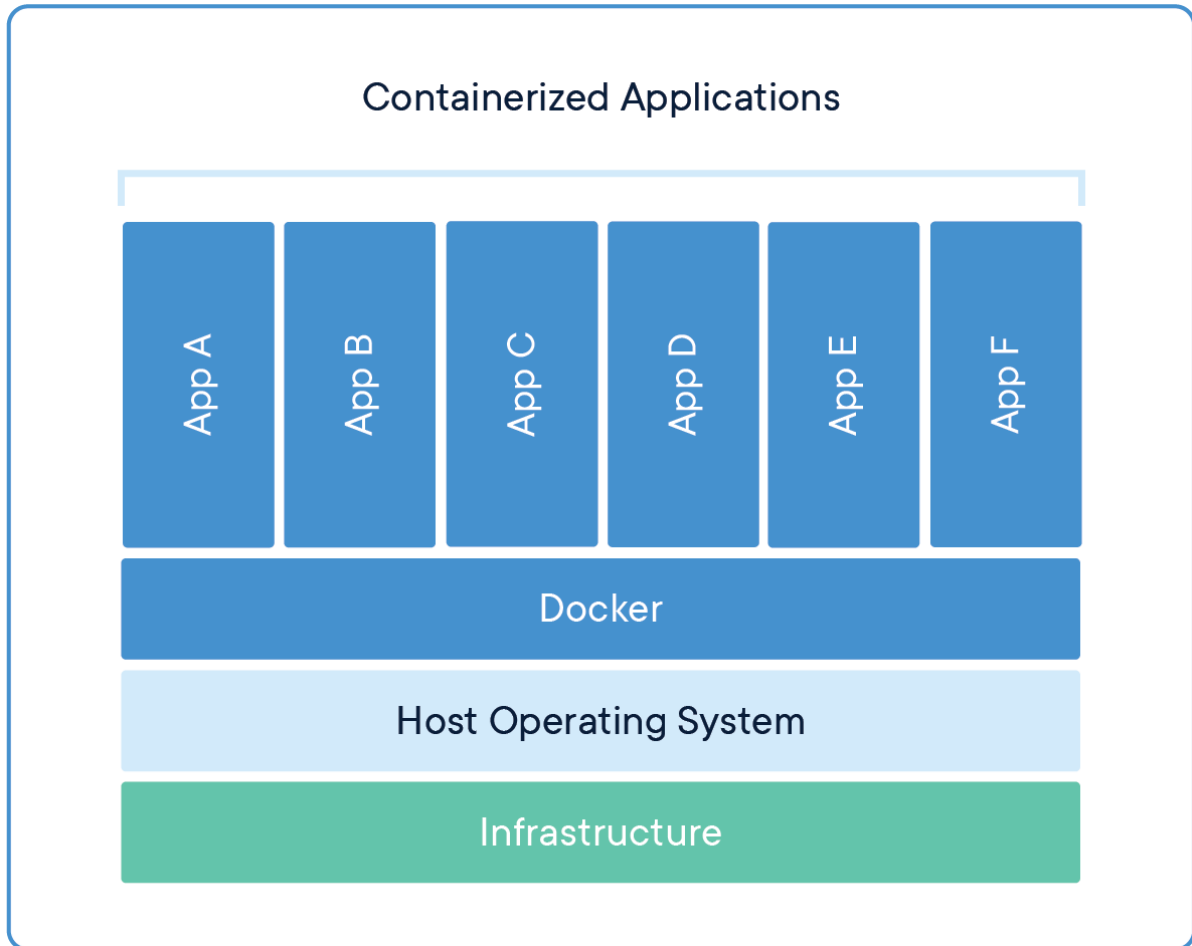 Containerized Applications
App A
App B
App C
App D
App E
App F
Docker
Host Operating System
Infrastructure